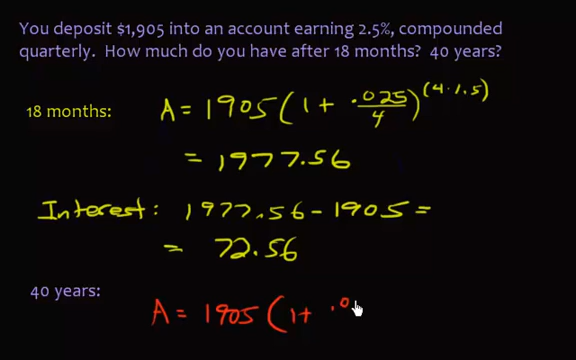 You deposit $1,905 into an account earning 2.5%, compounded
quarterly. How much do you have after 18 months? 40 years?
18 months: A = 1905 (1 + .025/4)^(4·1.5)
= 1977.56
Interest: 1977.56 - 1905 =
= 72.56
40 years: A = 1905 (1+ .0